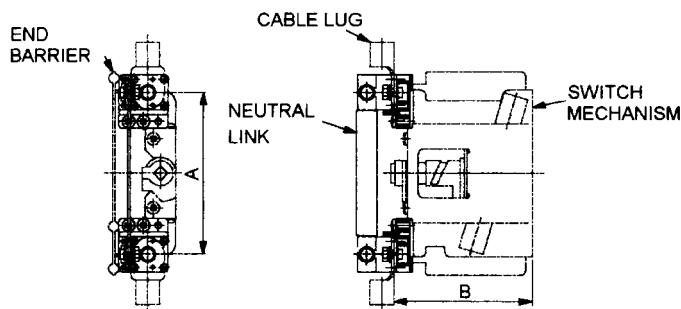 END
BARRIER
CABLE LUG
NEUTRAL
LINK
SWITCH
MECHANISM
A
B